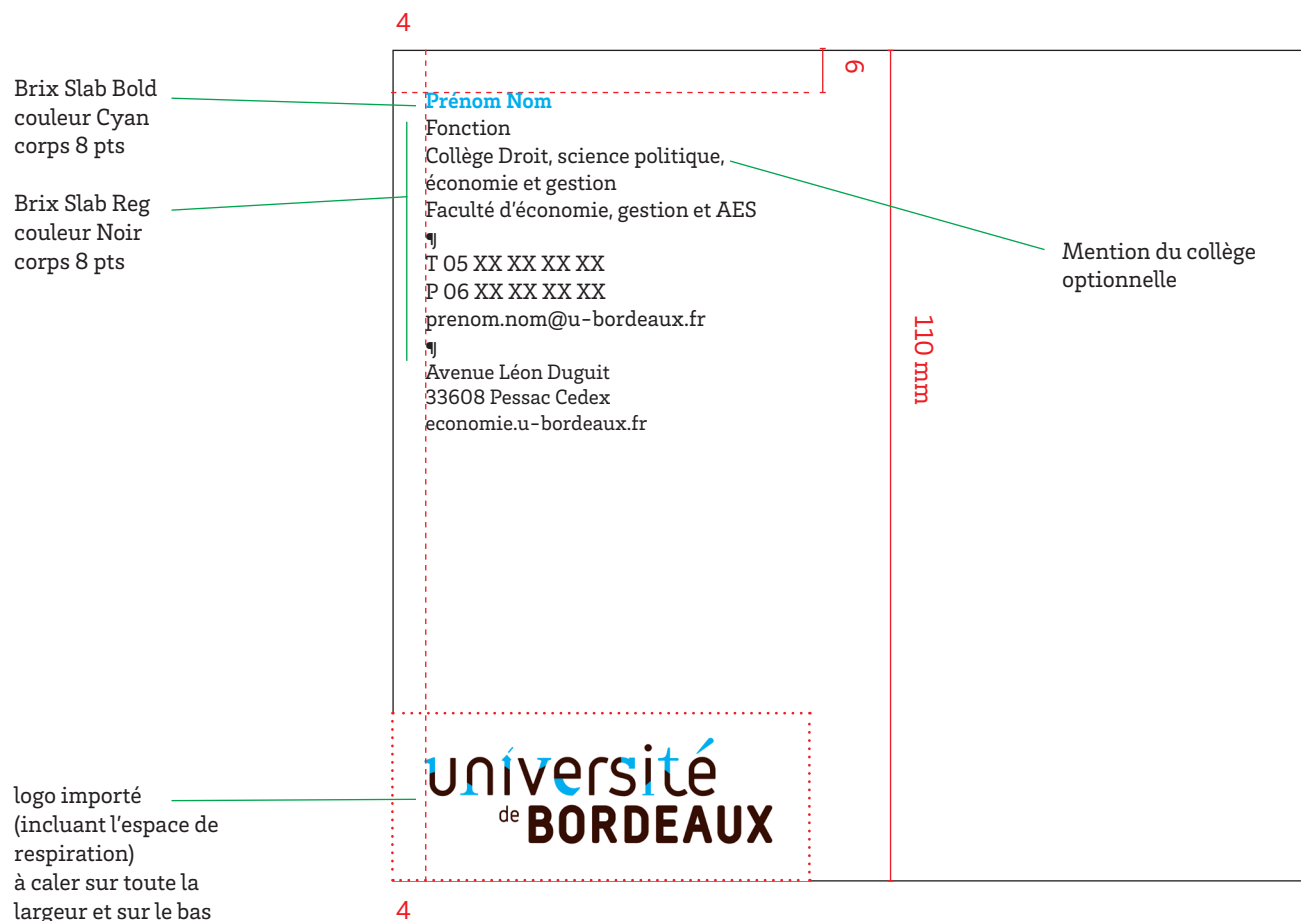 4
6
Brix Slab Bold
couleur Cyan
corps 8 pts
Brix Slab Reg
couleur Noir
corps 8 pts
Prénom Nom
Fonction
Collège Droit, science politique,
économie et gestion
Faculté d'économie, gestion et AES
¶
T 05 XX XX XX XX
P 06 XX XX XX XX
prenom.nom@u-bordeaux.fr
¶
Avenue Léon Duguit
33608 Pessac Cedex
economie.u-bordeaux.fr
Mention du collège
optionnelle
110 mm
logo importé
(incluant l'espace de
respiration)
à caler sur toute la
largeur et sur le bas
université
de BORDEAUX
4